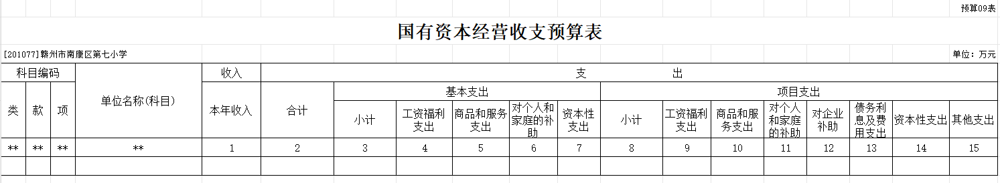 预算09表
国有资本经营收支预算表
[201077]赣州市南康区第七小学
单位：万元
科目编码
单位名称(科目)
收入
支 出
类
款
项
本年收入
合计
基本支出
项目支出
小计
工资福利
支出
商品和服务
支出
对个人和
家庭的补
助
资本性
支出
小计
工资福利
支出
商品和服
务支出
对个人
和家庭
的补助
对企业
补助
债务利
息及费
用支出
资本性支出
其他支出
** ** ** ** 1 2 3 4 5 6 7 8 9 10 11 12 13 14 15